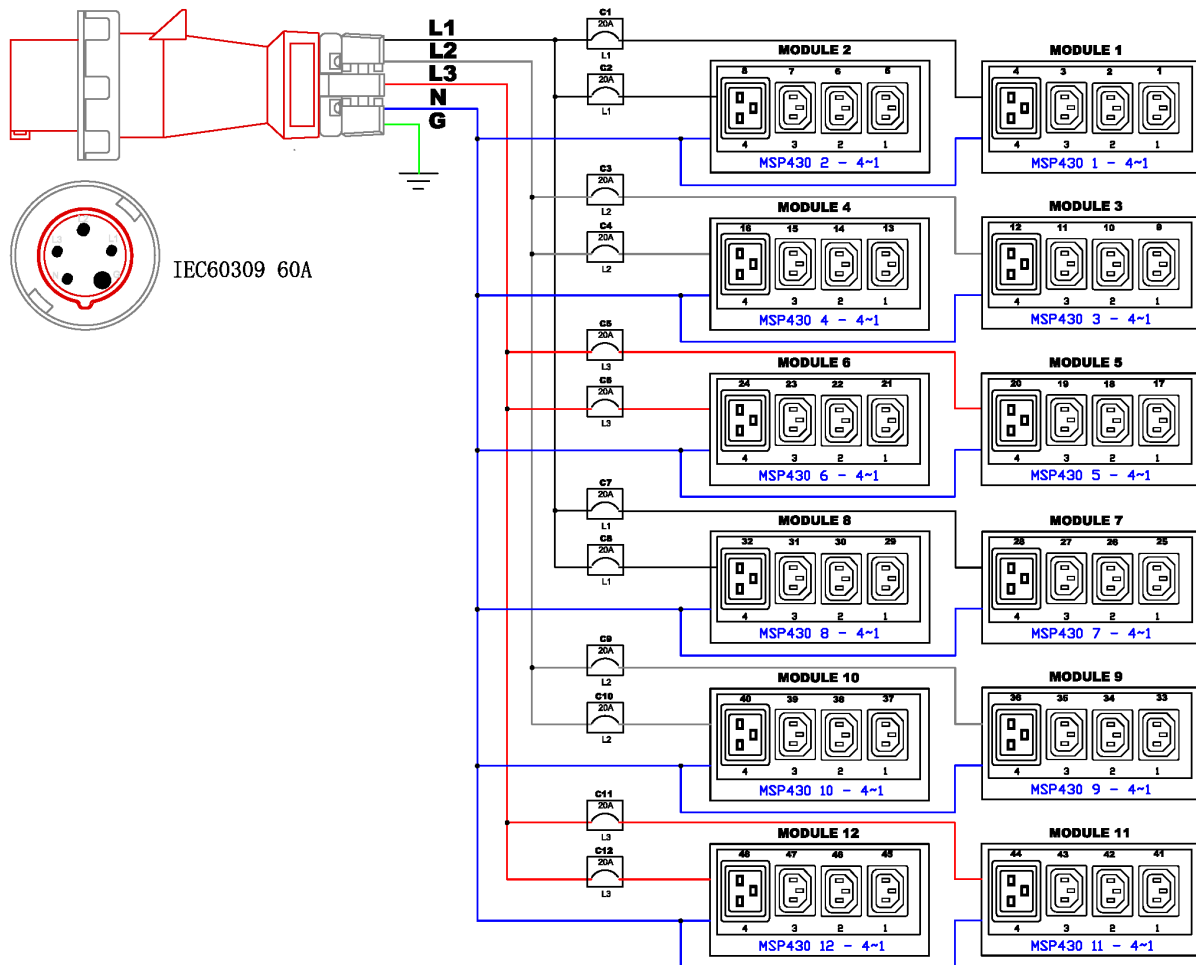 L1
L2
L3
N
G
IEC60309 60A
C1
20A
L1
C2
20A
L1
MODULE 2
8 7 6 5
4 3 2 1
MSP430 2 - 4~1
MODULE 1
4 3 2 1
4 3 2 1
MSP430 1 - 4~1
C3
20A
L2
C4
20A
L2
MODULE 4
16 15 14 13
4 3 2 1
MSP430 4 - 4~1
MODULE 3
12 11 10 9
4 3 2 1
MSP430 3 - 4~1
C5
20A
L3
C6
20A
L3
MODULE 6
24 23 22 21
4 3 2 1
MSP430 6 - 4~1
MODULE 5
20 19 18 17
4 3 2 1
MSP430 5 - 4~1
C7
20A
L1
C8
20A
L1
MODULE 8
32 31 30 29
4 3 2 1
MSP430 8 - 4~1
MODULE 7
28 27 26 25
4 3 2 1
MSP430 7 - 4~1
C9
20A
L2
C10
20A
L2
MODULE 10
40 39 38 37
4 3 2 1
MSP430 10 - 4~1
MODULE 9
36 35 34 33
4 3 2 1
MSP430 9 - 4~1
C11
20A
L3
C12
20A
L3
MODULE 12
48 47 46 45
4 3 2 1
MSP430 12 - 4~1
MODULE 11
44 43 42 41
4 3 2 1
MSP430 11 - 4~1